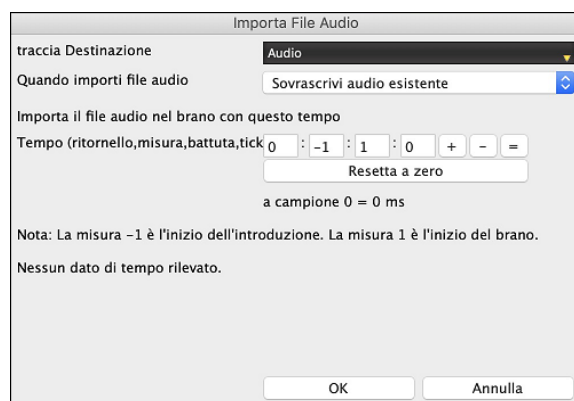 Importa File Audio
traccia Destinazione Audio
Quando importi file audio Sovrascrivi audio esistente
Importa il file audio nel brano con questo tempo
Tempo (ritornello,misura,battuta,tick 0 : -1 : 1 : 0 + - =
Resetta a zero
a campione 0 = 0 ms
Nota: La misura -1 è l'inizio dell'introduzione. La misura 1 è l'inizio del brano.
Nessun dato di tempo rilevato.
OK Annulla